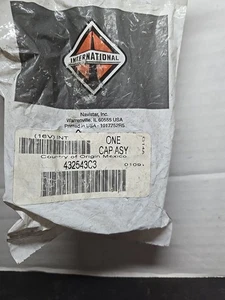 INTERNATIONAL
Navistar, Inc.
Warrenville, IL 60555 USA
Printed in USA - 1017752R5
(16V)INT
ONE
CAP ASY
Country of Origin Mexico
432543C3